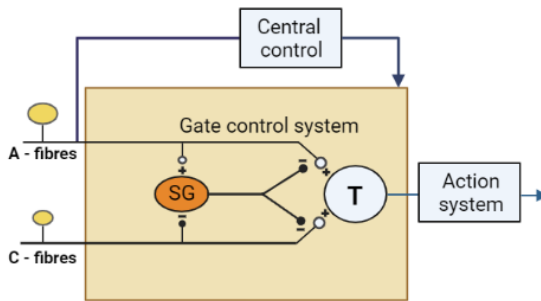 Central
control
Gate control system
A - fibres
+
-
+
SG
T
Action
system
-
-
+
C - fibres